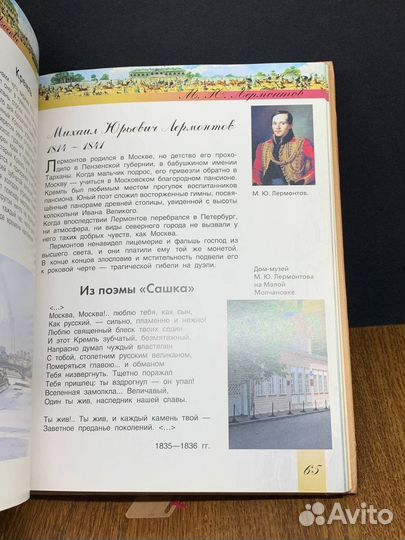 М. Ю. Лермонтов
Михаил Юрьевич Лермонтов
1814 – 1841
Лермонтов родился в Москве, но детство его прохо-
дило в Пензенской губернии, в бабушкином имении
Тарханы. Когда мальчик подрос, его привезли обратно в
Москву — учиться в Московском благородном пансионе.
Кремль был любимым местом прогулок воспитанников
пансиона. Юный поэт сложил восторженные гимны, посвя-
щённые панораме древней столицы, увиденной с высоты
колокольни Ивана Великого.
Когда впоследствии Лермонтов перебрался в Петербург,
ни атмосфера, ни виды северного города не вызвали у
него таких добрых чувств, как Москва.
Лермонтов ненавидел лицемерие и фальшь господ из
высшего света, и они платили ему той же монетой.
В конце концов злословие и мстительность подвели его
к роковой черте — трагической гибели на дуэли.
М. Ю. Лермонтов.
Дом-музей
М. Ю. Лермонтова
на Малой
Молчановке.
Из поэмы «Сашка»
<...>
Москва, Москва!.. люблю тебя, как сын,
Как русский, — сильно, пламенно и нежно!
Люблю священный блеск твоих седин
И этот Кремль зубчатый, безмятежный.
Напрасно думал чуждый властелин
С тобой, столетним русским великаном,
Померяться главою... и обманом
Тебя низвергнуть. Тщетно поражал
Тебя пришлец: ты вздрогнул — он упал!
Вселенная замолкла... Величавый,
Один ты жив, наследник нашей славы.
Ты жив!.. Ты жив, и каждый камень твой —
Заветное преданье поколений. <...>
1835—1836 гг.
65
Avito